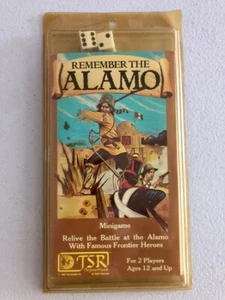 REMEMBER THE
ALAMO
Minigame
Relive the Battle at the Alamo
With Famous Frontier Heroes
TSR
For 2 Players
Ages 12 and Up